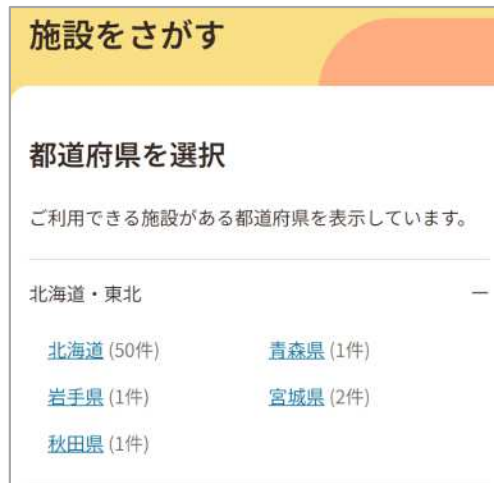 施設をさがす
都道府県を選択
ご利用できる施設がある都道府県を表示しています。
北海道・東北
北海道 (50件) 青森県 (1件)
岩手県 (1件) 宮城県 (2件)
秋田県 (1件)